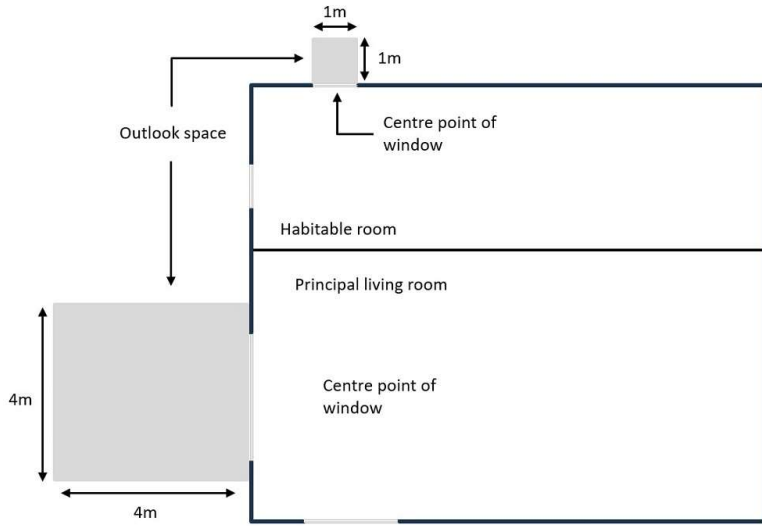 1m
1m
Centre point of
window
Outlook space
Habitable room
Principal living room
Centre point of
window
4m
4m